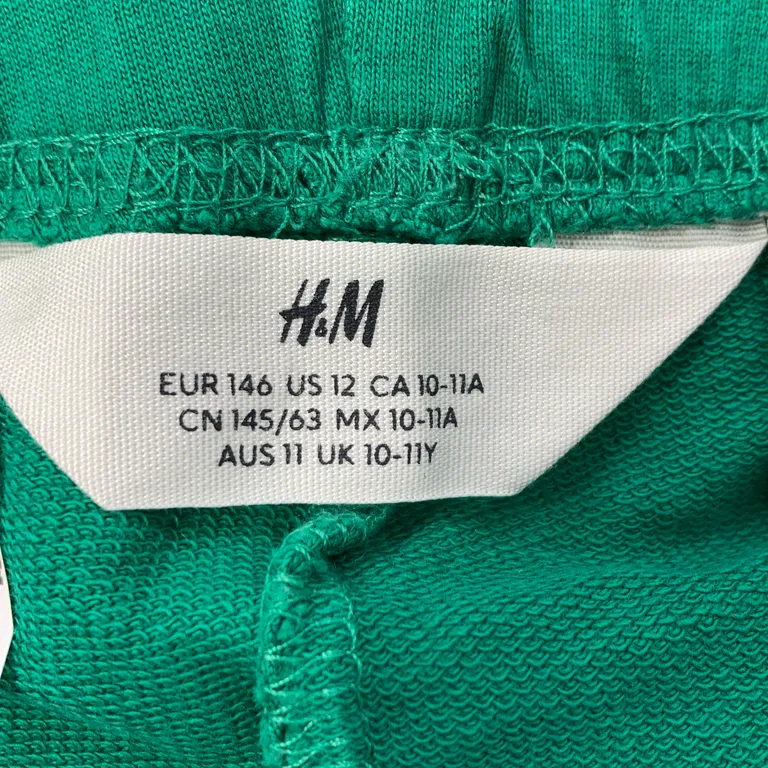 H&M
EUR 146 US 12 CA 10-11A
CN 145/63 MX 10-11A
AUS 11 UK 10-11Y